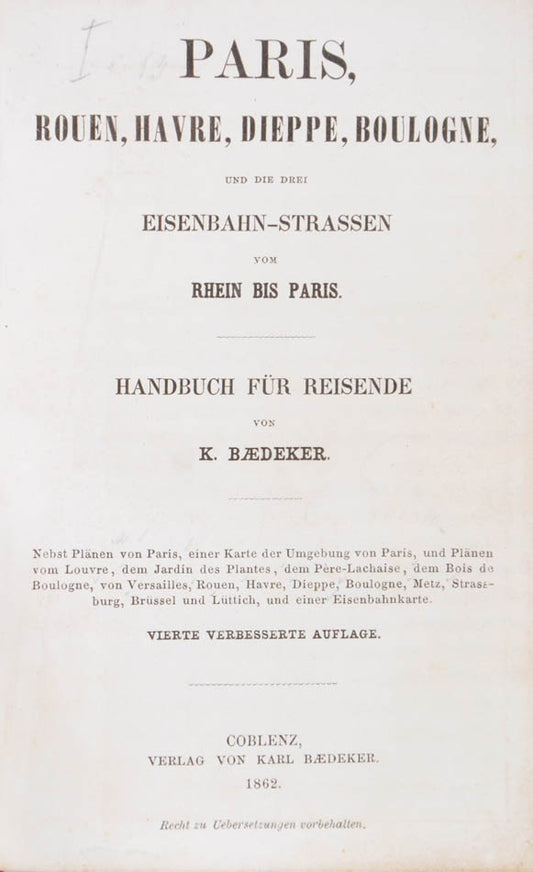 PARIS,
ROUEN, HAVRE, DIEPPE, BOULOGNE,
UND DIE DREI
EISENBAHN-STRASSEN
VOM
RHEIN BIS PARIS.
HANDBUCH FÜR REISENDE
VON
K. BÆDEKER.
Nebst Plänen von Paris, einer Karte der Umgebung von Paris, und Plänen
vom Louvre, dem Jardin des Plantes, dem Père-Lachaise, dem Bois de
Boulogne, von Versailles, Rouen, Havre, Dieppe, Boulogne, Metz, Strass-
burg, Brüssel und Lüttich, und einer Eisenbahnkarte.
VIERTE VERBESSERTE AUFLAGE.
COBLENZ,
VERLAG VON KARL BÆDEKER.
1862.
Recht zu Uebersetzungen vorbehalten.